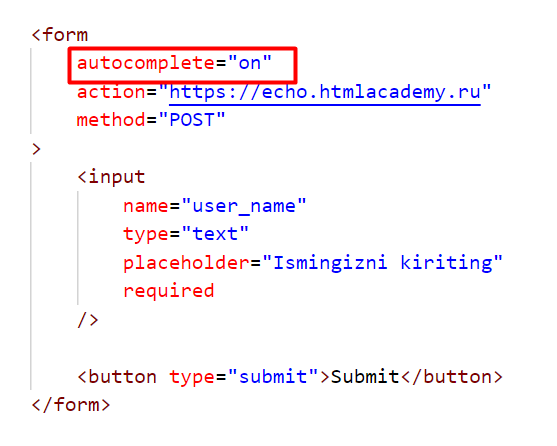 <form
autocomplete="on"
action="https://echo.htmlacademy.ru"
method="POST"
>
<input
name="user_name"
type="text"
placeholder="Ismingizni kiriting"
required
/>
<button type="submit">Submit</button>
</form>